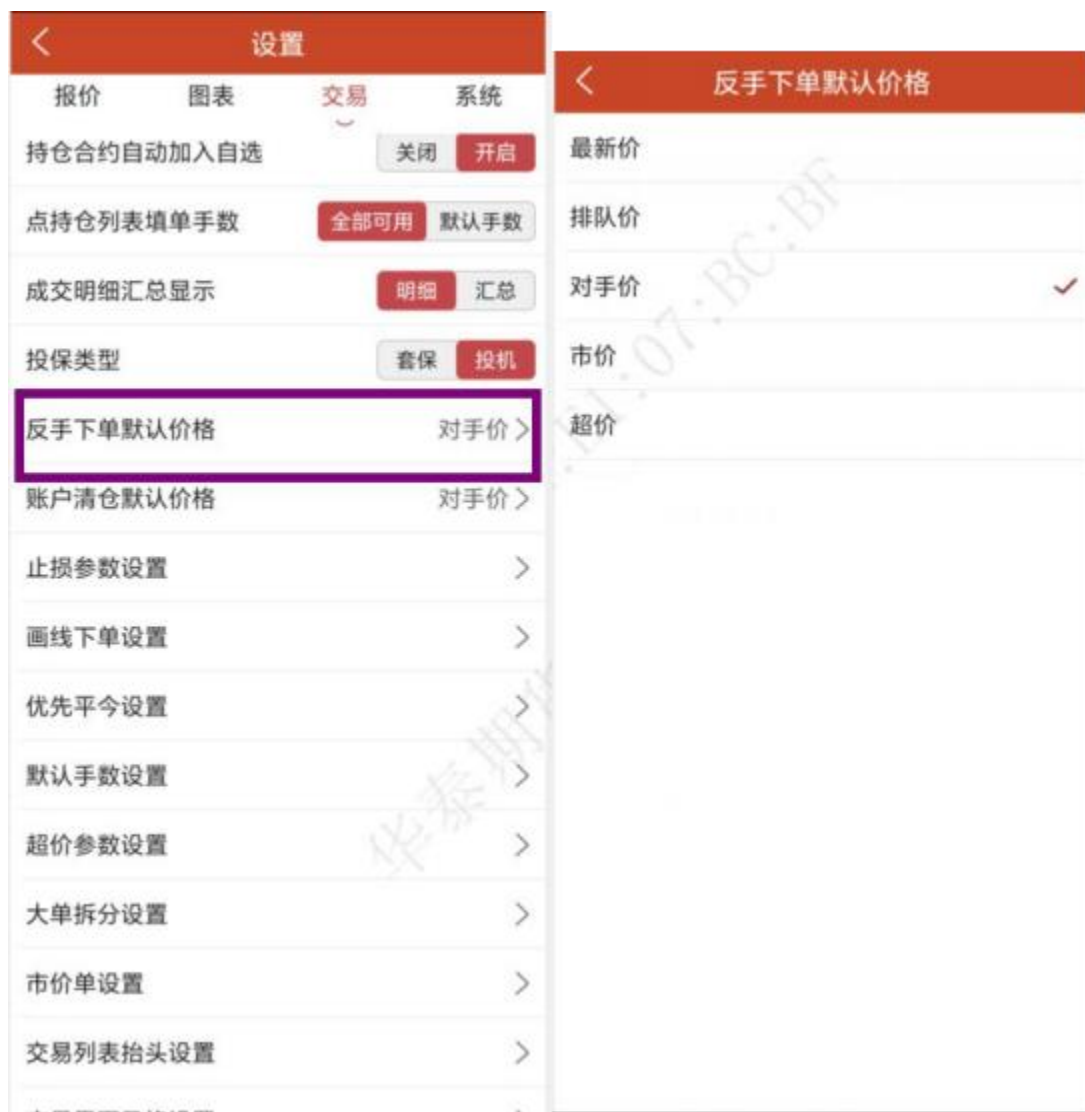 设置
报价 图表 交易 系统
持仓合约自动加入自选 关闭 开启
点持仓列表填单手数 全部可用 默认手数
成交明细汇总显示 明细 汇总
投保类型 套保 投机
反手下单默认价格 对手价
账户清仓默认价格 对手价
止损参数设置
画线下单设置
优先平今设置
默认手数设置
超价参数设置
大单拆分设置
市价单设置
交易列表抬头设置
反手下单默认价格
最新价
排队价
对手价
市价
超价
华泰期
:E1:07:BC:BF